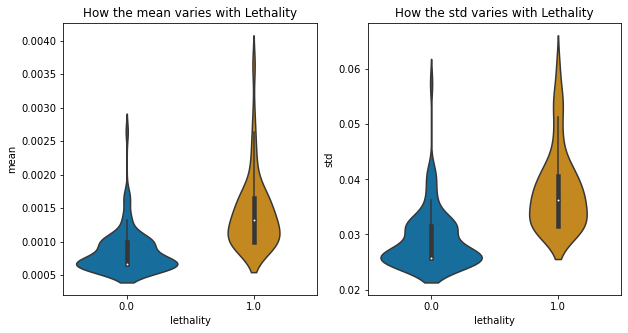 How the mean varies with Lethality
How the std varies with Lethality
0.0040
0.0035
0.0030
0.0025
0.0020
0.0015
0.0010
0.0005
mean
0.0
1.0
lethality
0.06
0.05
0.04
0.03
0.02
std
0.0
1.0
lethality